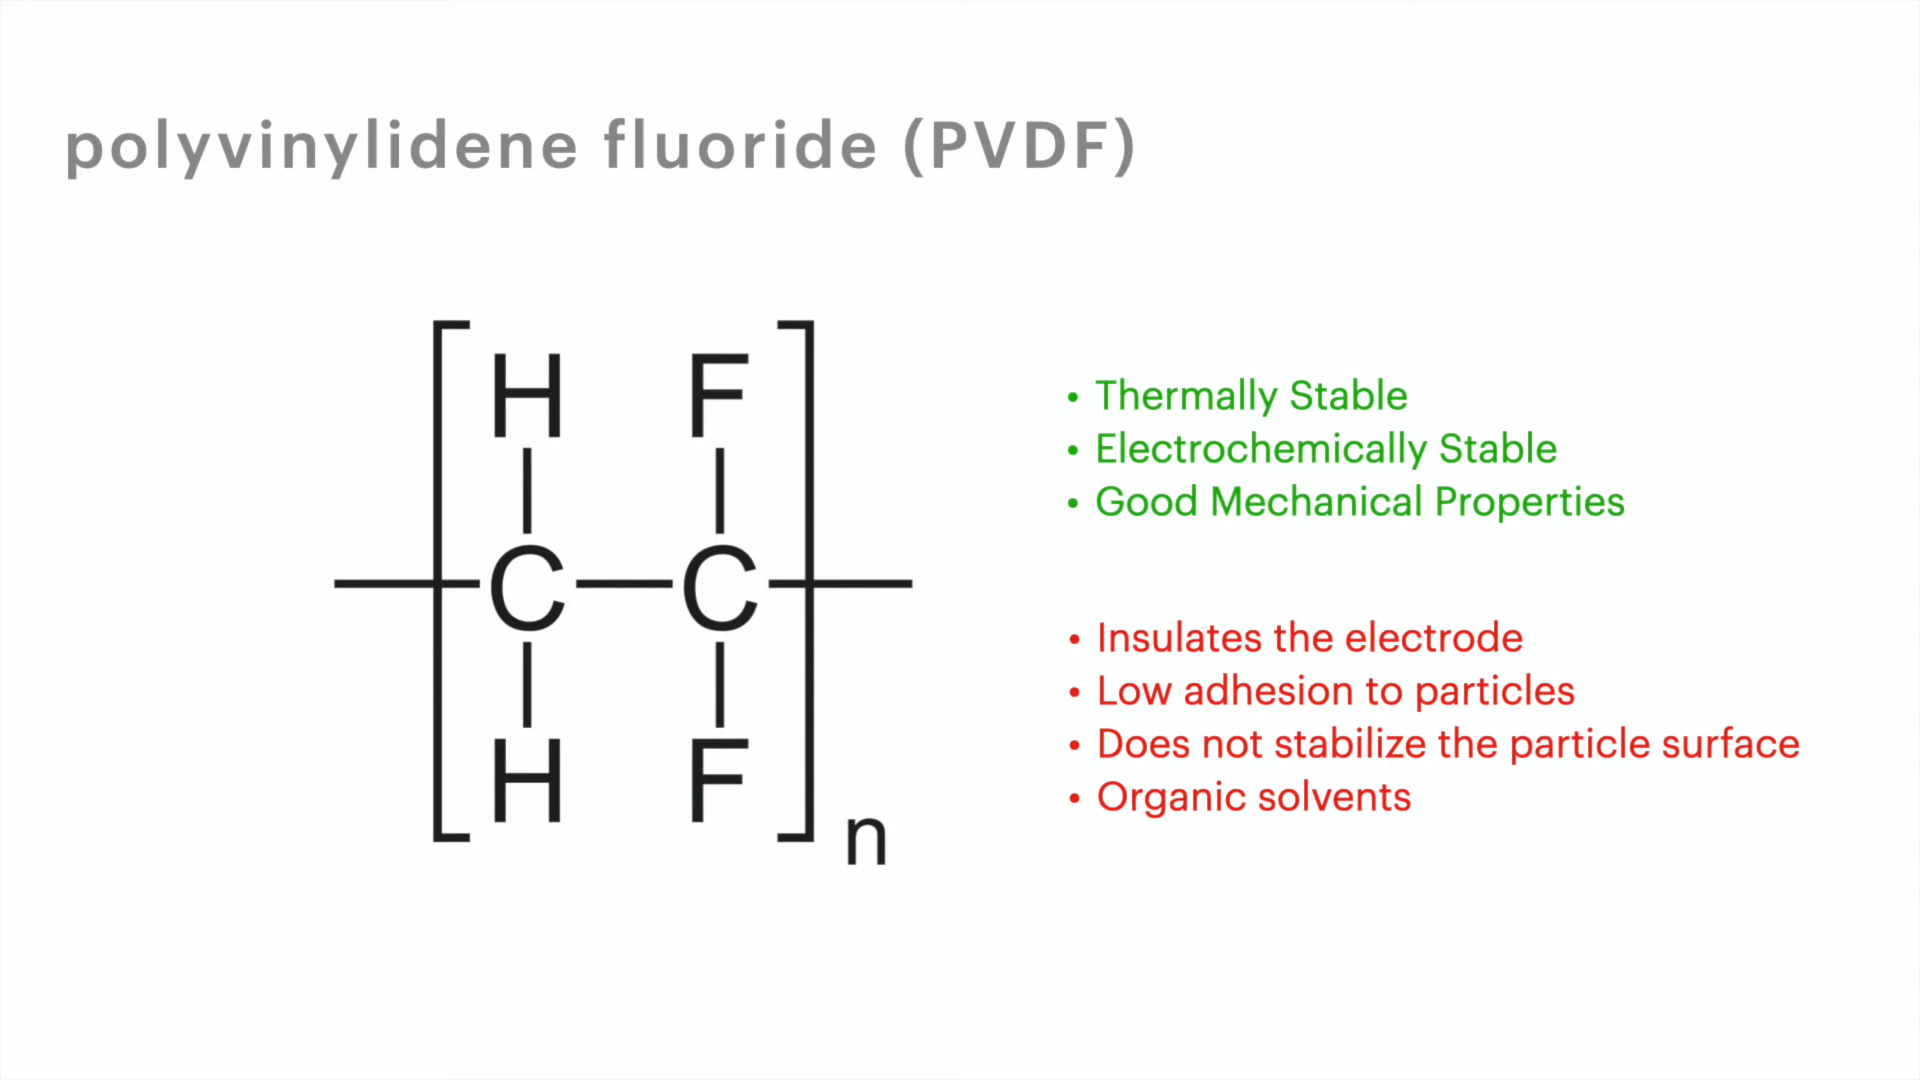 polyvinylidene fluoride (PVDF)
H F
C C
H F
n
• Thermally Stable
• Electrochemically Stable
• Good Mechanical Properties
• Insulates the electrode
• Low adhesion to particles
• Does not stabilize the particle surface
• Organic solvents